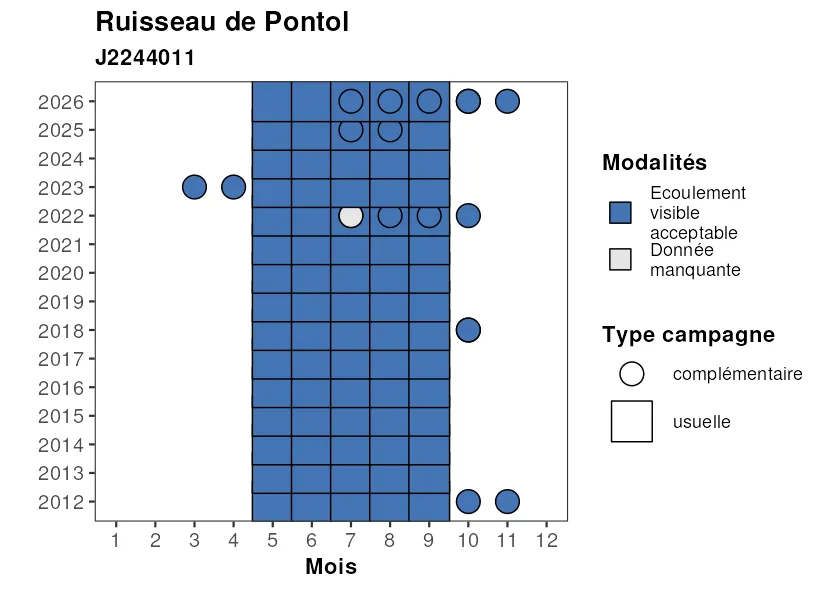 Ruisseau de Pontol
J2244011
2026
2025
2024
2023
2022
2021
2020
2019
2018
2017
2016
2015
2014
2013
2012
1 2 3 4 5 6 7 8 9 10 11 12
Mois
Modalités
Ecoulement
visible
acceptable
Donnée
manquante
Type campagne
complémentaire
usuelle